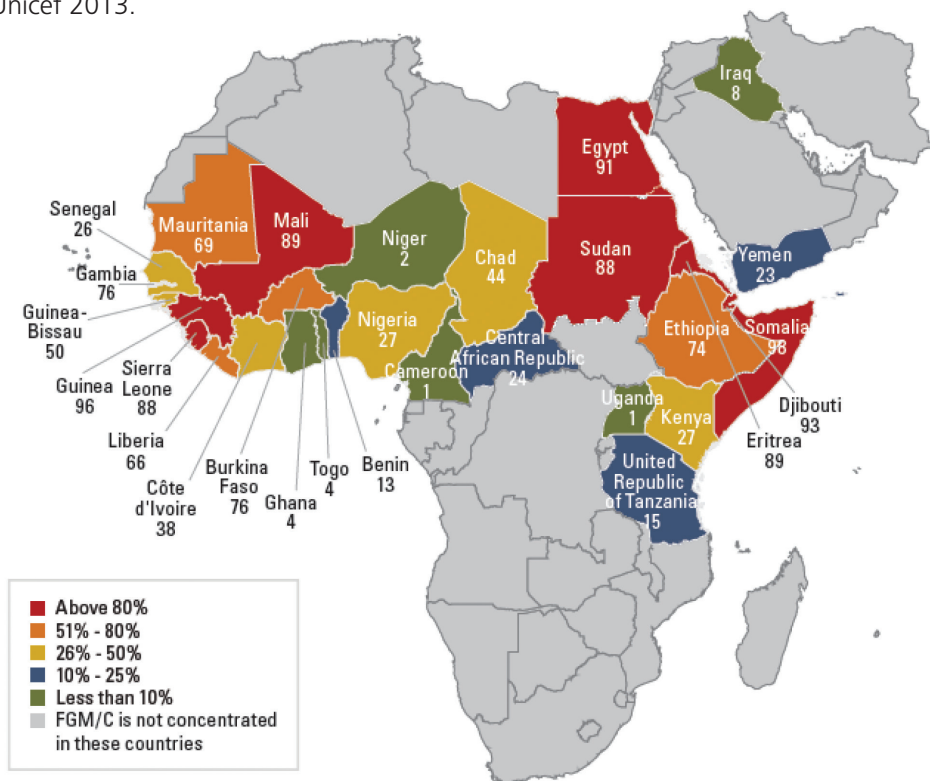 Unicef 2013.
Iraq
8
Egypt
91
Senegal
26
Mauritania
69
Mali
89
Niger
2
Chad
44
Sudan
88
Yemen
23
Gambia
76
Guinea-
Bissau
50
Nigeria
27
Ethiopia
74
Somalia
98
Central
African Republic
24
Cameroon
1
Guinea
96
Sierra
Leone
88
Uganda
1
Kenya
27
Djibouti
93
Eritrea
89
Liberia
66
Burkina
Faso
76
Togo
4
Benin
13
Ghana
4
Côte
d'Ivoire
38
United
Republic
of Tanzania
15
Above 80%
51% - 80%
26% - 50%
10% - 25%
Less than 10%
FGM/C is not concentrated
in these countries